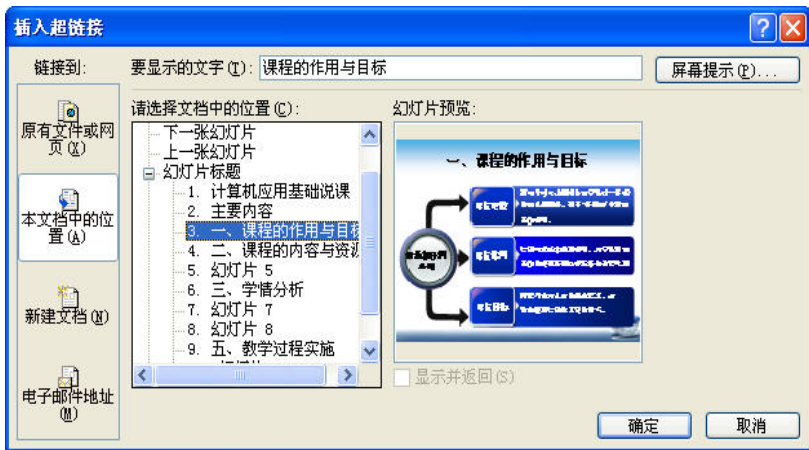 插入超链接
链接到:
要显示的文字(T): 课程的作用与目标
屏幕提示(P)...
原有文件或网页(X)
本文档中的位置(A)
新建文档(N)
电子邮件地址(M)
请选择文档中的位置(C):
下一张幻灯片
上一张幻灯片
幻灯片标题
1. 计算机应用基础说课
2. 主要内容
3. 一、课程的作用与目标
4. 二、课程的内容与资
5. 幻灯片 5
6. 三、学情分析
7. 幻灯片 7
8. 幻灯片 8
9. 五、教学过程实施
幻灯片预览:
一、课程的作用与目标
显示并返回(S)
确定
取消